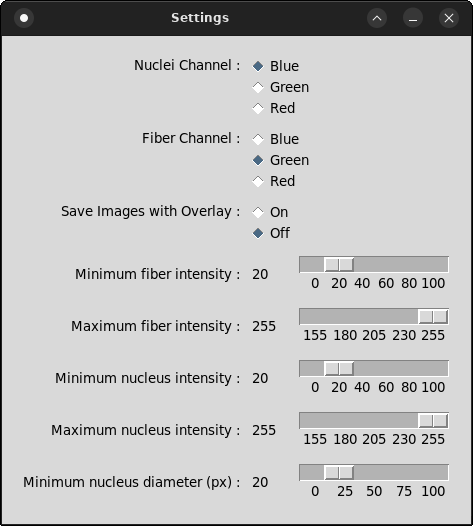 Settings
Nuclei Channel : Blue
Green
Red
Fiber Channel : Blue
Green
Red
Save Images with Overlay : On
Off
Minimum fiber intensity : 20
0 20 40 60 80 100
Maximum fiber intensity : 255
155 180 205 230 255
Minimum nucleus intensity : 20
0 20 40 60 80 100
Maximum nucleus intensity : 255
155 180 205 230 255
Minimum nucleus diameter (px) : 20
0 25 50 75 100